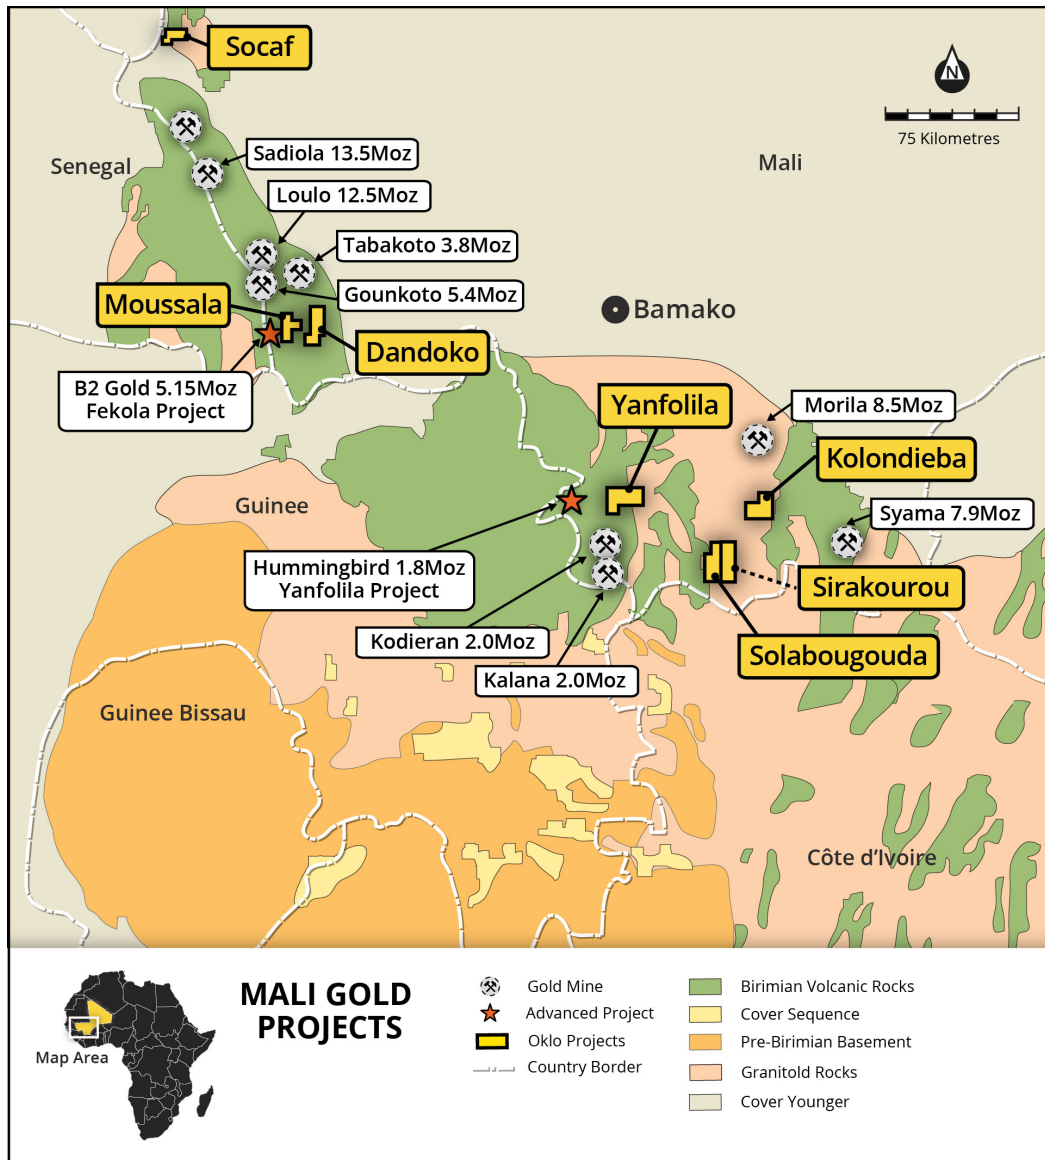 Socaf
N
75 Kilometres
Senegal
Sadiola 13.5Moz
Mali
Loulo 12.5Moz
Tabakoto 3.8Moz
Gounkoto 5.4Moz
Moussala
Bamako
Dandoko
B2 Gold 5.15Moz
Fekola Project
Yanfolila
Morila 8.5Moz
Kolondieba
Guinee
Syama 7.9Moz
Hummingbird 1.8Moz
Yanfolila Project
Sirakourou
Kodieran 2.0Moz
Solabougouda
Kalana 2.0Moz
Guinee Bissau
Côte d'Ivoire
Map Area
MALI GOLD
PROJECTS
Gold Mine
Advanced Project
Oklo Projects
Country Border
Birimian Volcanic Rocks
Cover Sequence
Pre-Birimian Basement
Granitold Rocks
Cover Younger